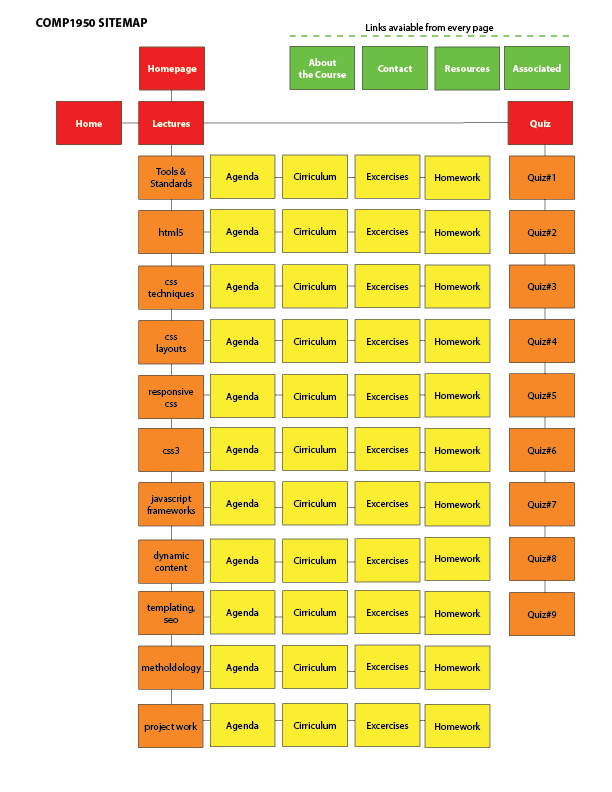 COMP1950 SITEMAP
Links avaiable from every page
Homepage
About
the Course
Contact
Resources
Associated
Home
Lectures
Quiz
Tools &
Standards
Agenda
Cirriculum
Excercises
Homework
Quiz#1
html5
Agenda
Cirriculum
Excercises
Homework
Quiz#2
css
techniques
Agenda
Cirriculum
Excercises
Homework
Quiz#3
css
layouts
Agenda
Cirriculum
Excercises
Homework
Quiz#4
responsive
css
Agenda
Cirriculum
Excercises
Homework
Quiz#5
css3
Agenda
Cirriculum
Excercises
Homework
Quiz#6
javascript
frameworks
Agenda
Cirriculum
Excercises
Homework
Quiz#7
dynamic
content
Agenda
Cirriculum
Excercises
Homework
Quiz#8
templating,
seo
Agenda
Cirriculum
Excercises
Homework
Quiz#9
metholdology
Agenda
Cirriculum
Excercises
Homework
project work
Agenda
Cirriculum
Excercises
Homework